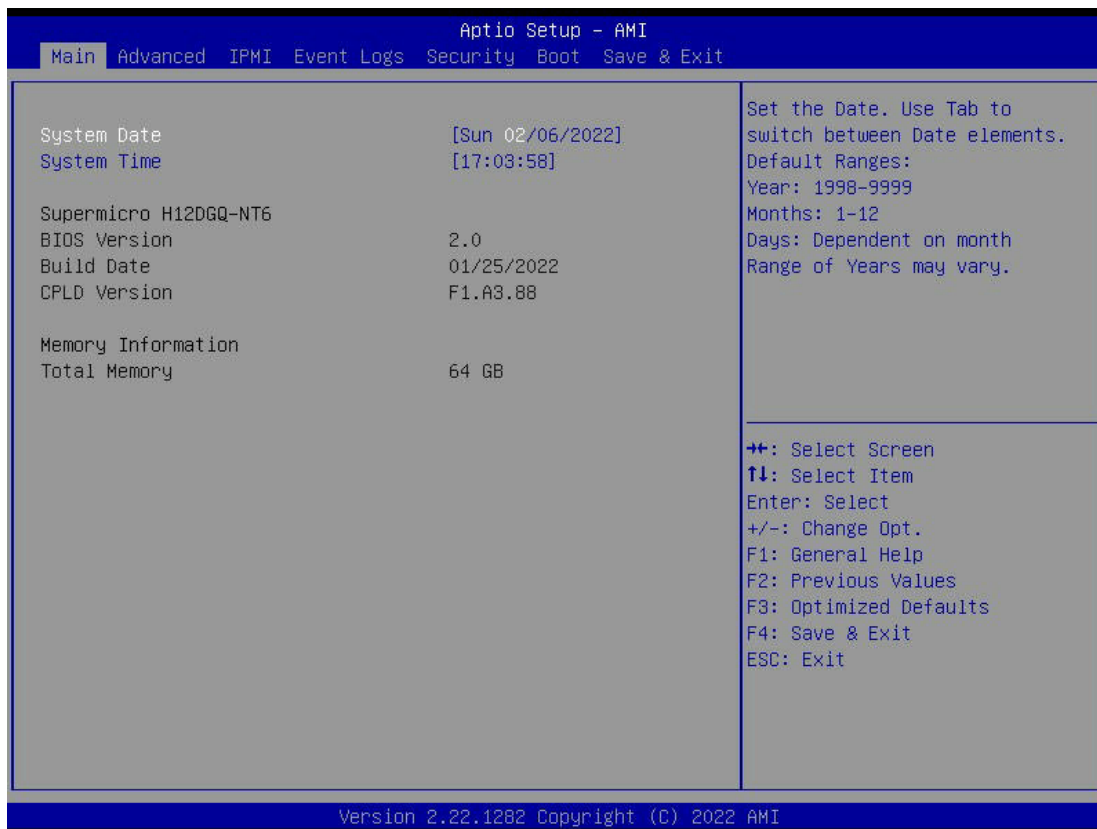 Aptio Setup – AMI
Main Advanced IPMI Event Logs Security Boot Save & Exit
System Date [Sun 02/06/2022]
System Time [17:03:58]
Supermicro H12DGQ-NT6
BIOS Version 2.0
Build Date 01/25/2022
CPLD Version F1.A3.88
Memory Information
Total Memory 64 GB
Set the Date. Use Tab to
switch between Date elements.
Default Ranges:
Year: 1998-9999
Months: 1-12
Days: Dependent on month
Range of Years may vary.
→←: Select Screen
↑↓: Select Item
Enter: Select
+/-: Change Opt.
F1: General Help
F2: Previous Values
F3: Optimized Defaults
F4: Save & Exit
ESC: Exit
Version 2.22.1282 Copyright (C) 2022 AMI